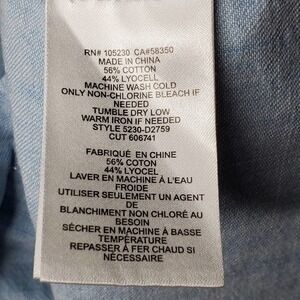 RN# 105230 CA#58350
MADE IN CHINA
56% COTTON
44% LYOCELL
MACHINE WASH COLD
ONLY NON-CHLORINE BLEACH IF
NEEDED
TUMBLE DRY LOW
WARM IRON IF NEEDED
STYLE 5230-D2759
CUT 606741
FABRIQUÉ EN CHINE
56% COTTON
44% LYOCELL
LAVER EN MACHINE À L'EAU
FROIDE
UTILISER SEULEMENT UN AGENT
DE
BLANCHIMENT NON CHLORÉ AU
BESOIN
SÉCHER EN MACHINE À BASSE
TEMPÉRATURE
REPASSER À FER CHAUD SI
NÉCESSAIRE